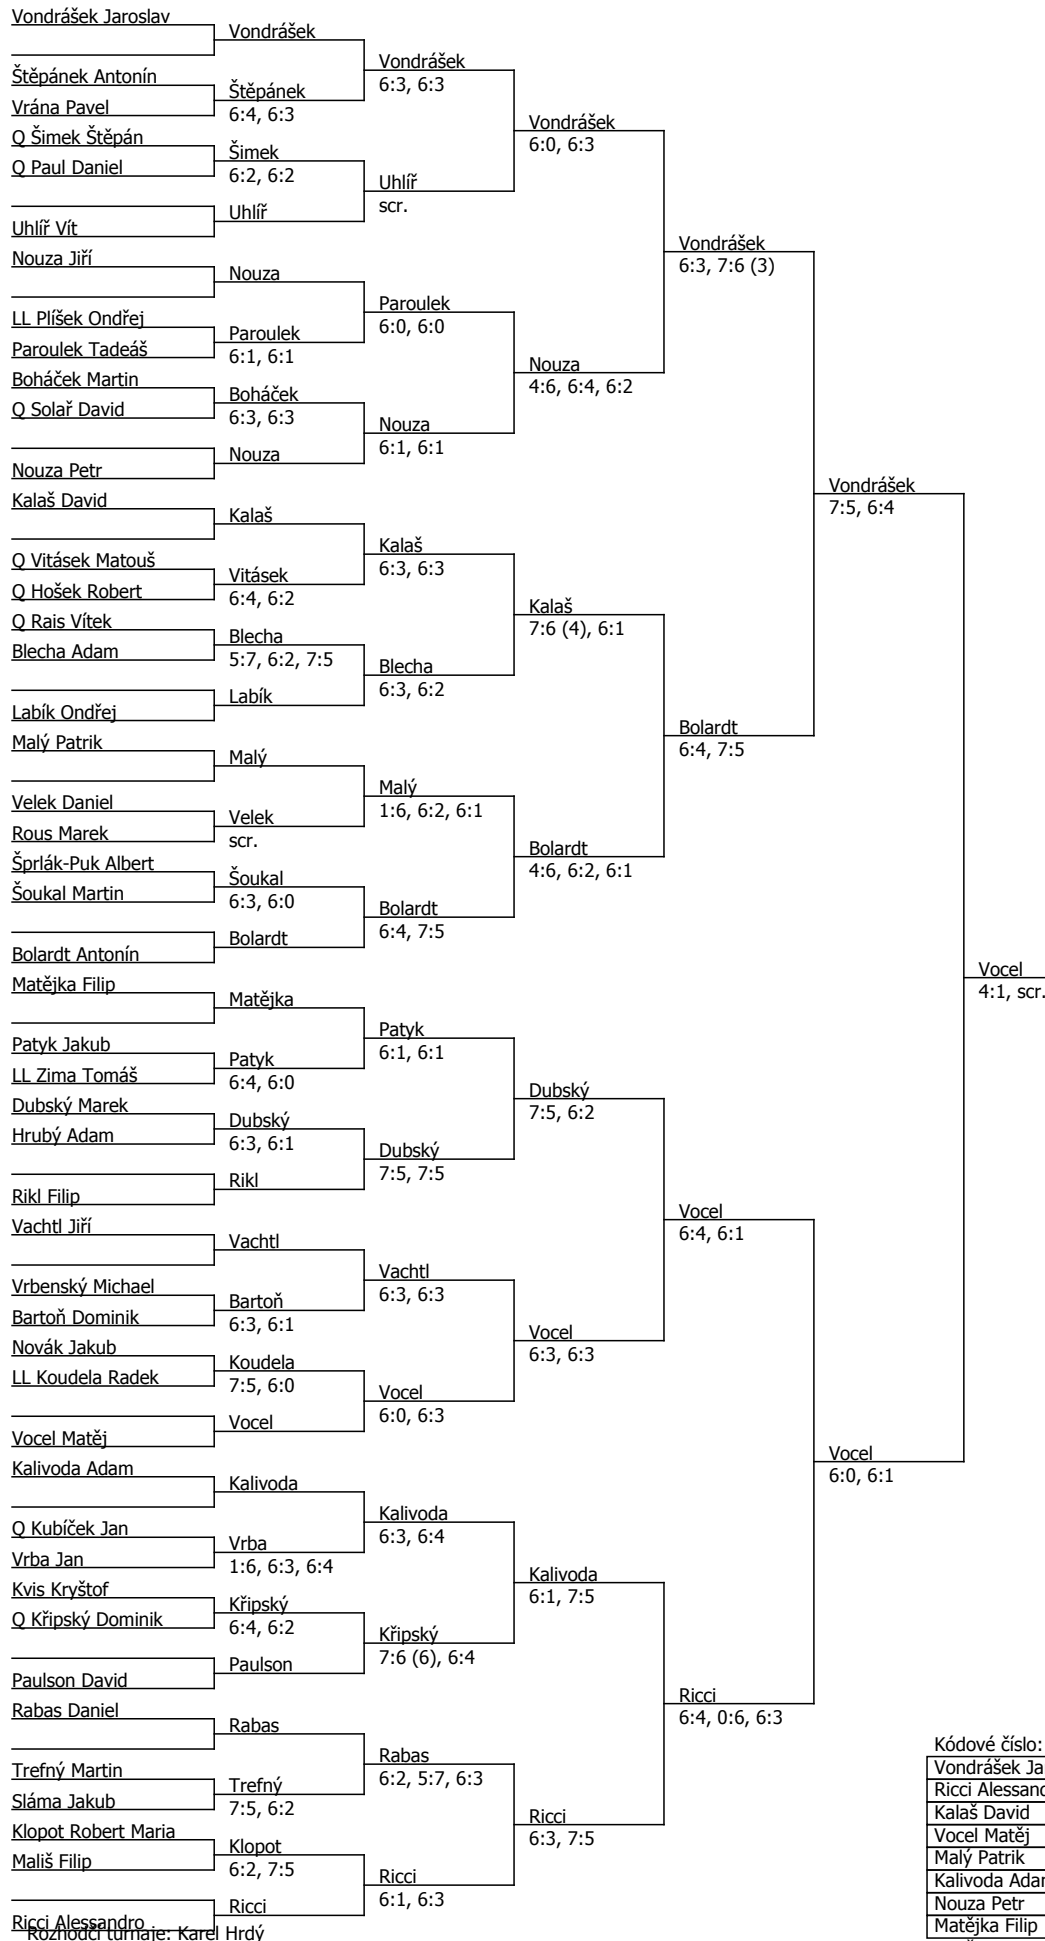 Vondrášek Jaroslav
Štěpánek Antonín
Vrána Pavel
Q Šimek Štěpán
Q Paul Daniel
Uhlíř Vít
Nouza Jiří
LL Plíšek Ondřej
Paroulek Tadeáš
Boháček Martin
Q Solař David
Nouza Petr
Kalaš David
Q Vitásek Matouš
Q Hošek Robert
Q Rais Vítek
Blecha Adam
Labík Ondřej
Malý Patrik
Velek Daniel
Rous Marek
Šprlák-Puk Albert
Šoukal Martin
Bolardt Antonín
Matějka Filip
Patyk Jakub
LL Zima Tomáš
Dubský Marek
Hrubý Adam
Rikl Filip
Vachtl Jiří
Vrbenský Michael
Bartoň Dominik
Novák Jakub
LL Koudela Radek
Vocel Matěj
Kalivoda Adam
Q Kubíček Jan
Vrba Jan
Kvis Kryštof
Q Křipský Dominik
Paulson David
Rabas Daniel
Trefný Martin
Sláma Jakub
Klopot Robert Maria
Mališ Filip
Ricci Alessandro
Rozhodčí turnaje: Karel Hrdý
Vondrášek
Štěpánek
6:4, 6:3
Šimek
6:2, 6:2
Uhlíř
Nouza
Paroulek
6:1, 6:1
Boháček
6:3, 6:3
Nouza
Kalaš
Vitásek
6:4, 6:2
Blecha
5:7, 6:2, 7:5
Labík
Malý
Velek
scr.
Šoukal
6:3, 6:0
Bolardt
Matějka
Patyk
6:4, 6:0
Dubský
6:3, 6:1
Rikl
Vachtl
Bartoň
6:3, 6:1
Koudela
7:5, 6:0
Vocel
Kalivoda
Vrba
1:6, 6:3, 6:4
Křipský
6:4, 6:2
Paulson
Rabas
Trefný
7:5, 6:2
Klopot
6:2, 7:5
Ricci
Vondrášek
6:3, 6:3
Uhlíř
scr.
Paroulek
6:0, 6:0
Nouza
6:1, 6:1
Kalaš
6:3, 6:3
Blecha
6:3, 6:2
Malý
1:6, 6:2, 6:1
Bolardt
6:4, 7:5
Patyk
6:1, 6:1
Dubský
7:5, 7:5
Vachtl
6:3, 6:3
Vocel
6:0, 6:3
Kalivoda
6:3, 6:4
Křipský
7:6 (6), 6:4
Rabas
6:2, 5:7, 6:3
Ricci
6:1, 6:3
Vondrášek
6:0, 6:3
Nouza
4:6, 6:4, 6:2
Kalaš
7:6 (4), 6:1
Bolardt
4:6, 6:2, 6:1
Dubský
7:5, 6:2
Vocel
6:3, 6:3
Kalivoda
6:1, 7:5
Ricci
6:3, 7:5
Vondrášek
6:3, 7:6 (3)
Bolardt
6:4, 7:5
Vocel
6:4, 6:1
Ricci
6:4, 0:6, 6:3
Vondrášek
7:5, 6:4
Vocel
6:0, 6:1
Vocel
4:1, scr.
Kódové číslo:
Vondrášek Ja
Ricci Alessand
Kalaš David
Vocel Matěj
Malý Patrik
Kalivoda Adam
Nouza Petr
Matějka Filip